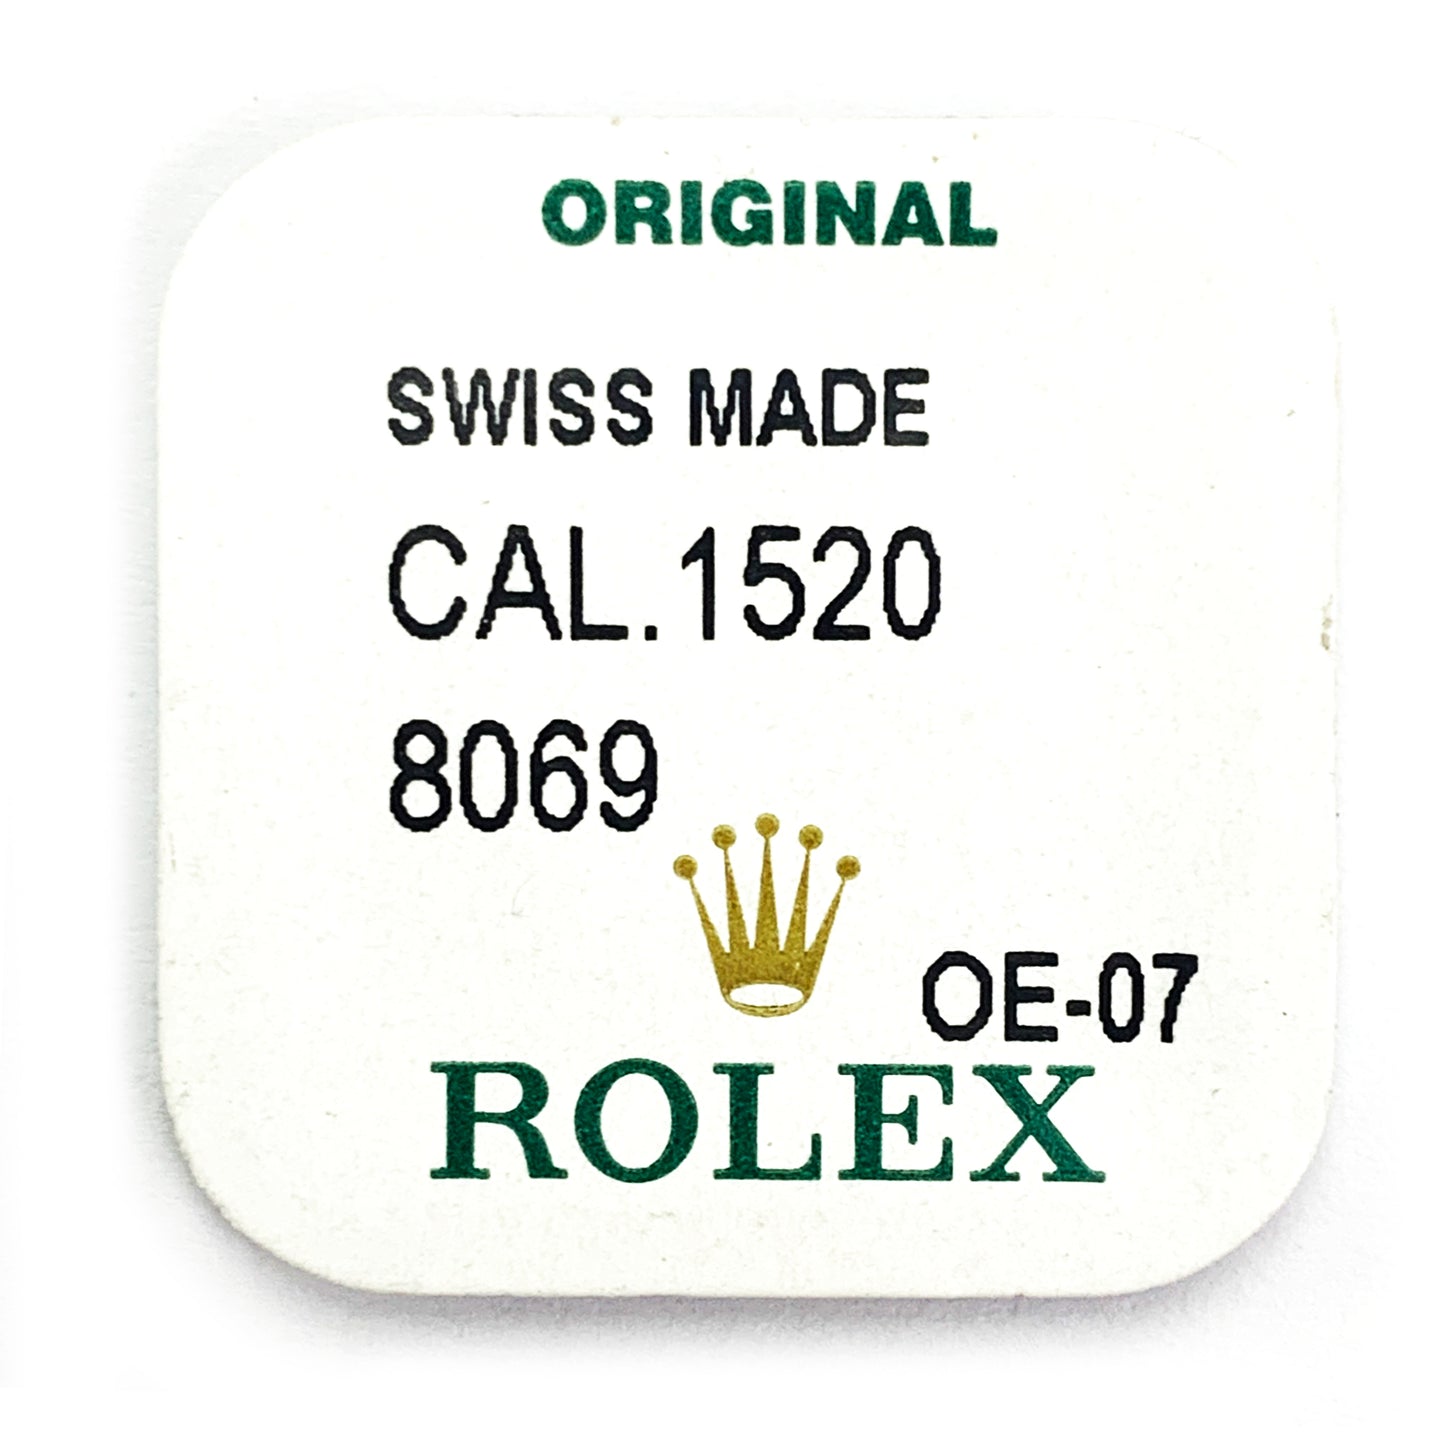 ORIGINAL
SWISS MADE
CAL.1520
8069
OE-07
ROLEX